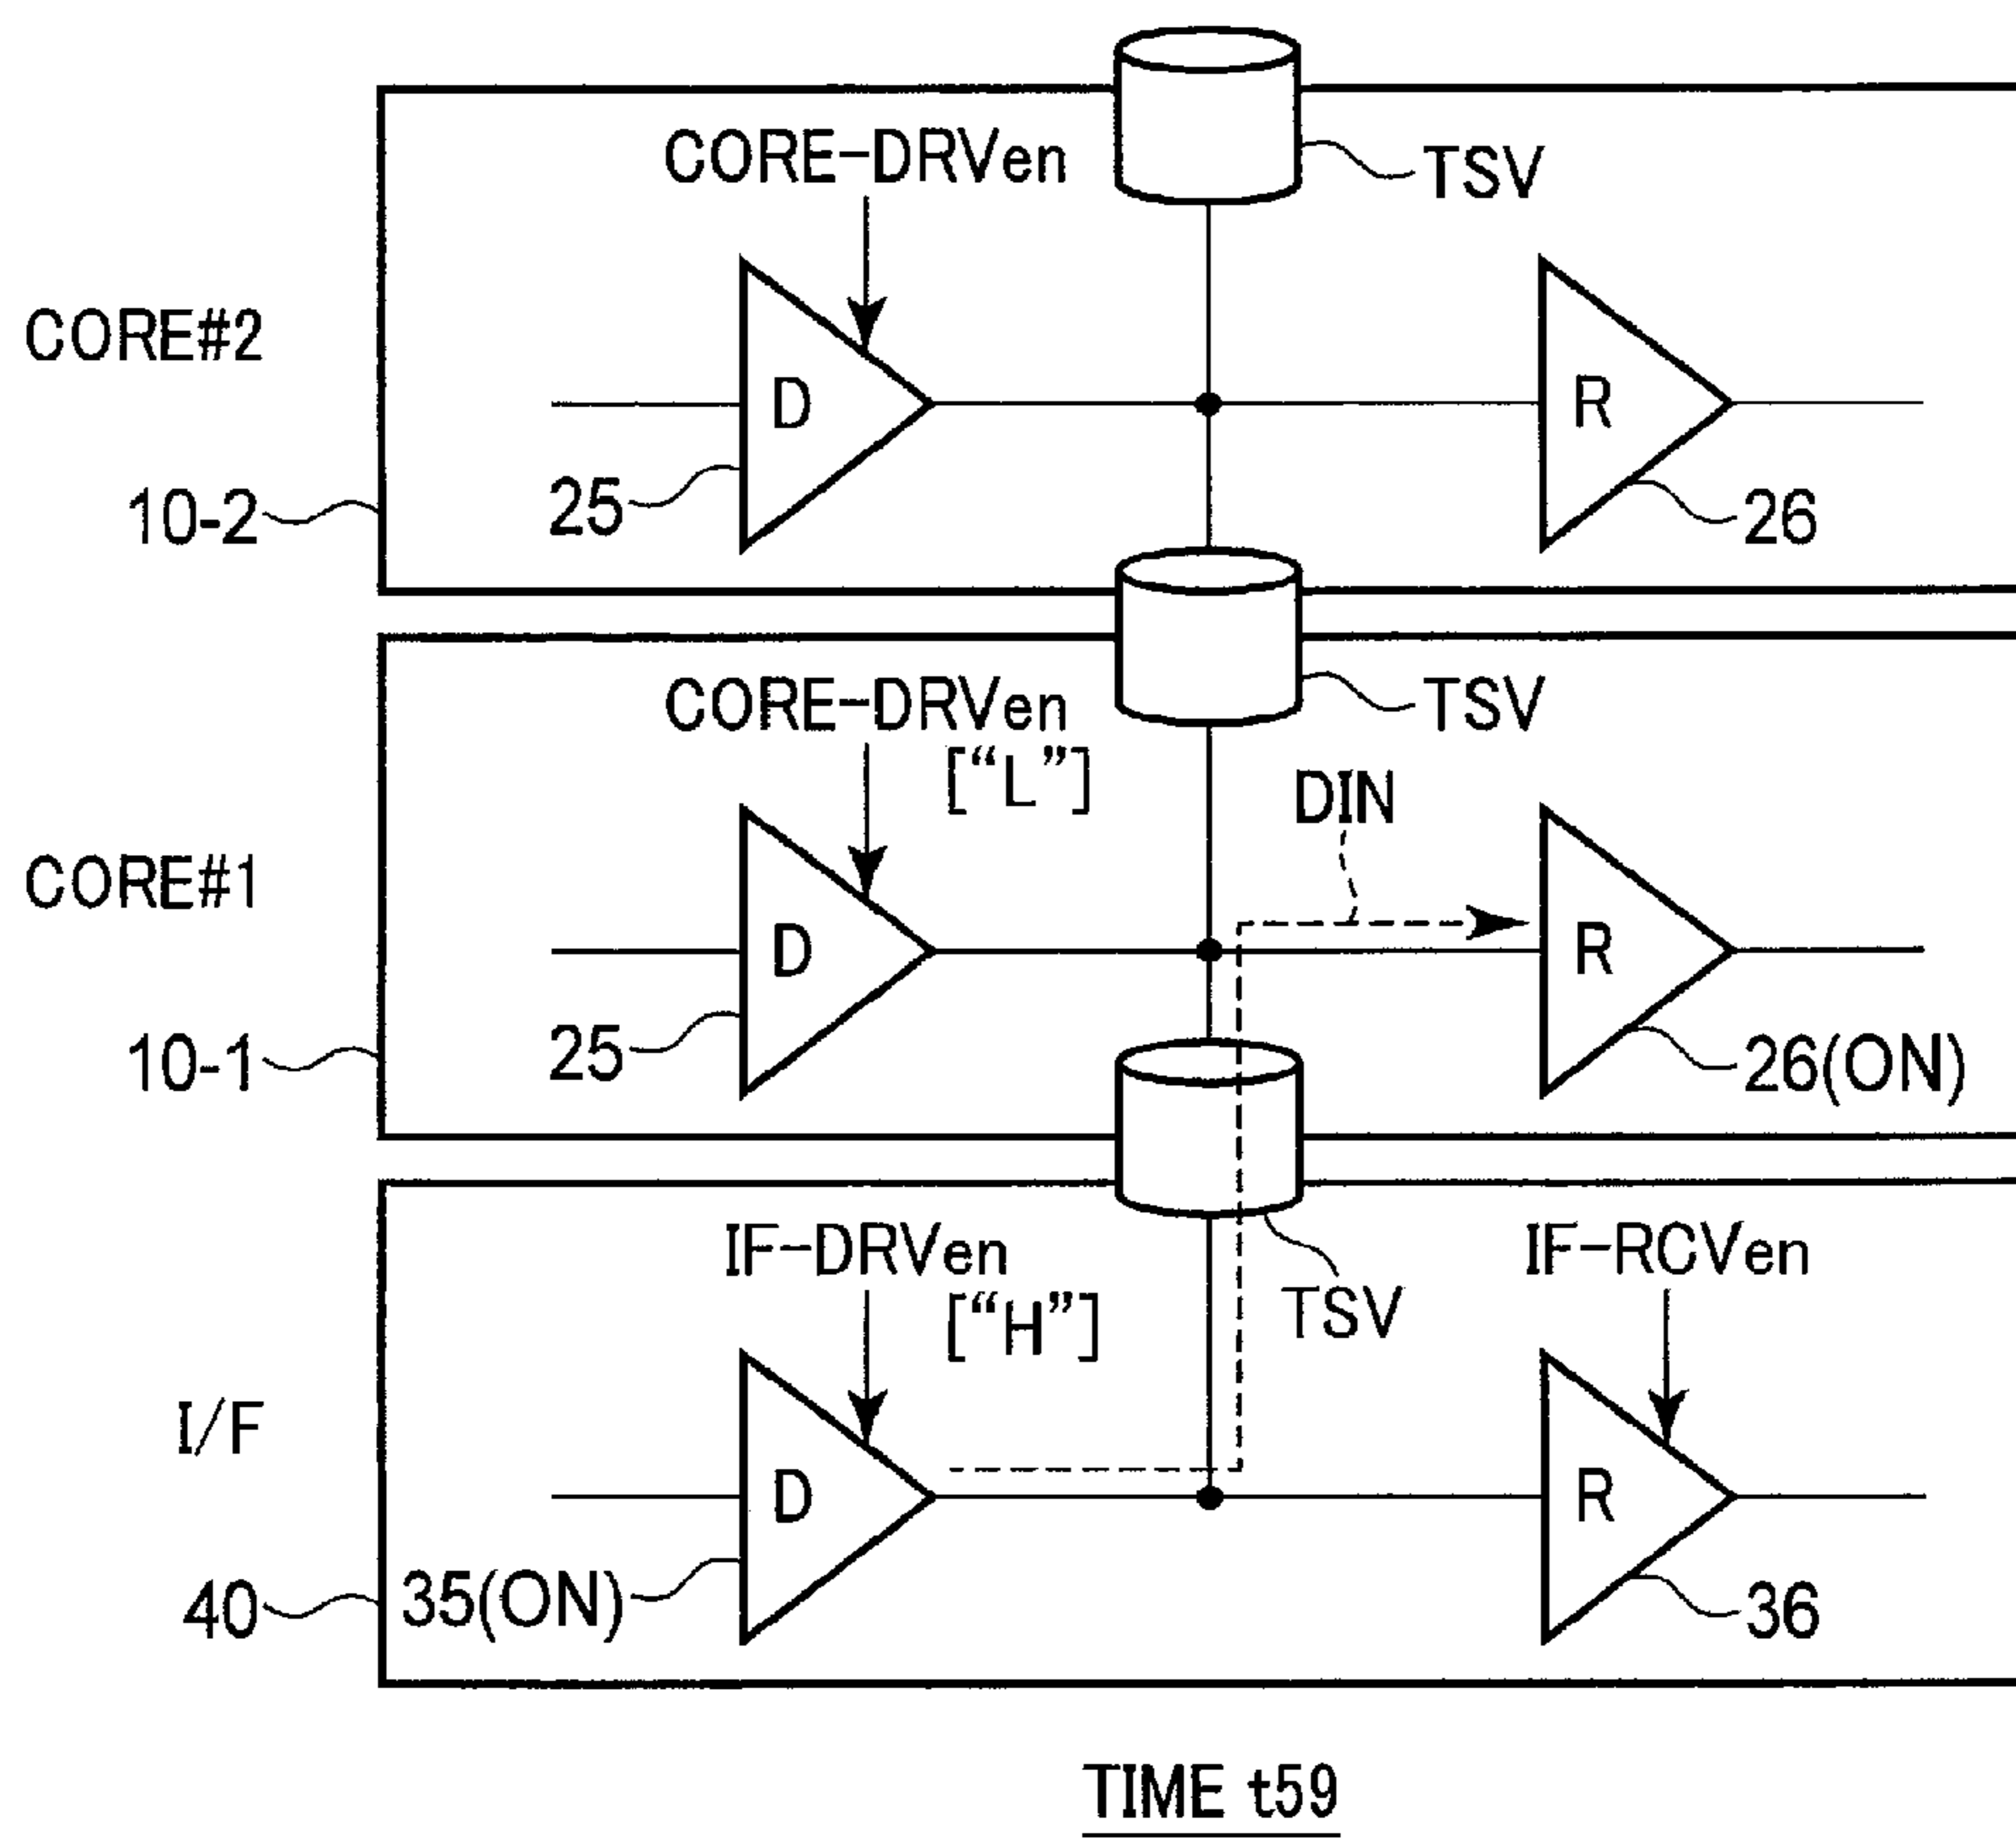 CORE-DRVen
TSV
CORE#2
D
R
25
26
10-2
CORE-DRVen
["L"]
TSV
DIN
CORE#1
D
R
25
26(ON)
10-1
IF-DRVen
["H"]
TSV
IF-RCVen
I/F
D
R
35(ON)
36
40
TIME t59